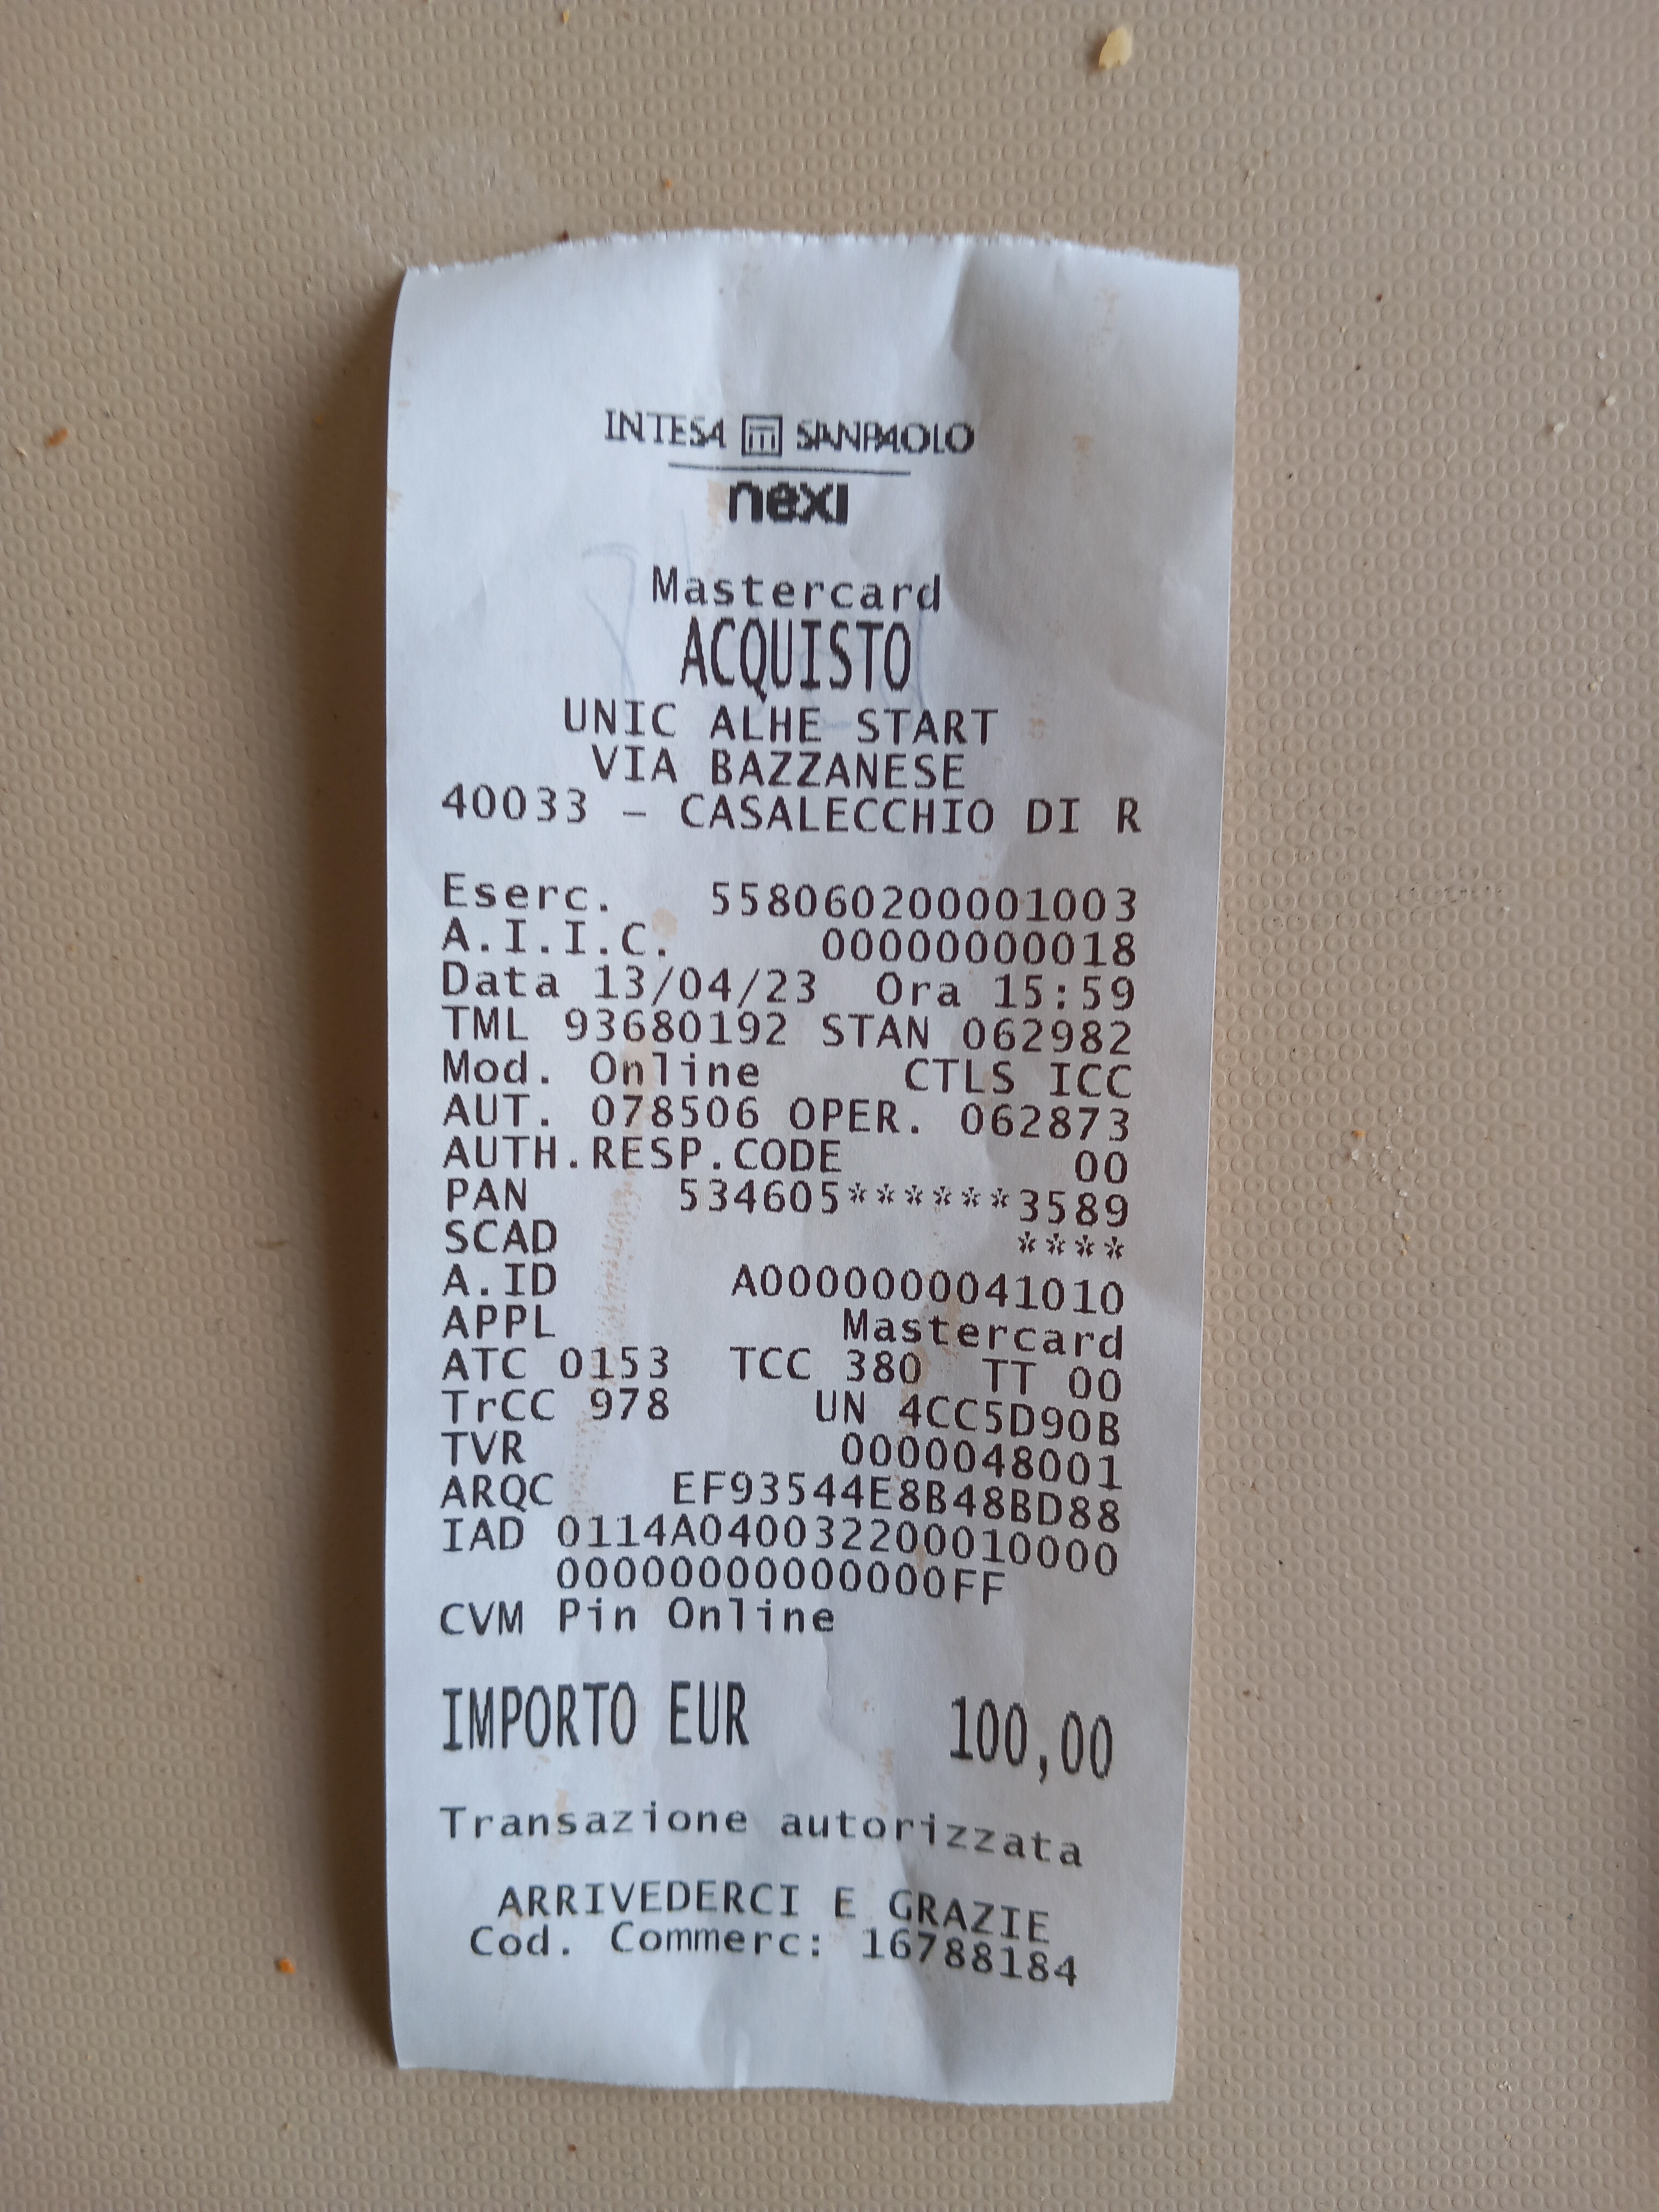 INTESA SANPAOLO
nexi
Mastercard
ACQUISTO
UNIC ALHE START
VIA BAZZANESE
40033 – CASALECCHIO DI R
Eserc. 558060200001003
A.I.I.C. 00000000018
Data 13/04/23 Ora 15:59
TML 93680192 STAN 062982
Mod. Online CTLS ICC
AUT. 078506 OPER. 062873
AUTH.RESP.CODE 00
PAN 534605******3589
SCAD ****
A.ID A0000000041010
APPL Mastercard
ATC 0153 TCC 380 TT 00
TrCC 978 UN 4CC5D90B
TVR 0000048001
ARQC EF93544E8B48BD88
IAD 0114A04003220001​0000
00000000000000FF
CVM Pin Online
IMPORTO EUR 100,00
Transazione autorizzata
ARRIVEDERCI E GRAZIE
Cod. Commerc: 16788184